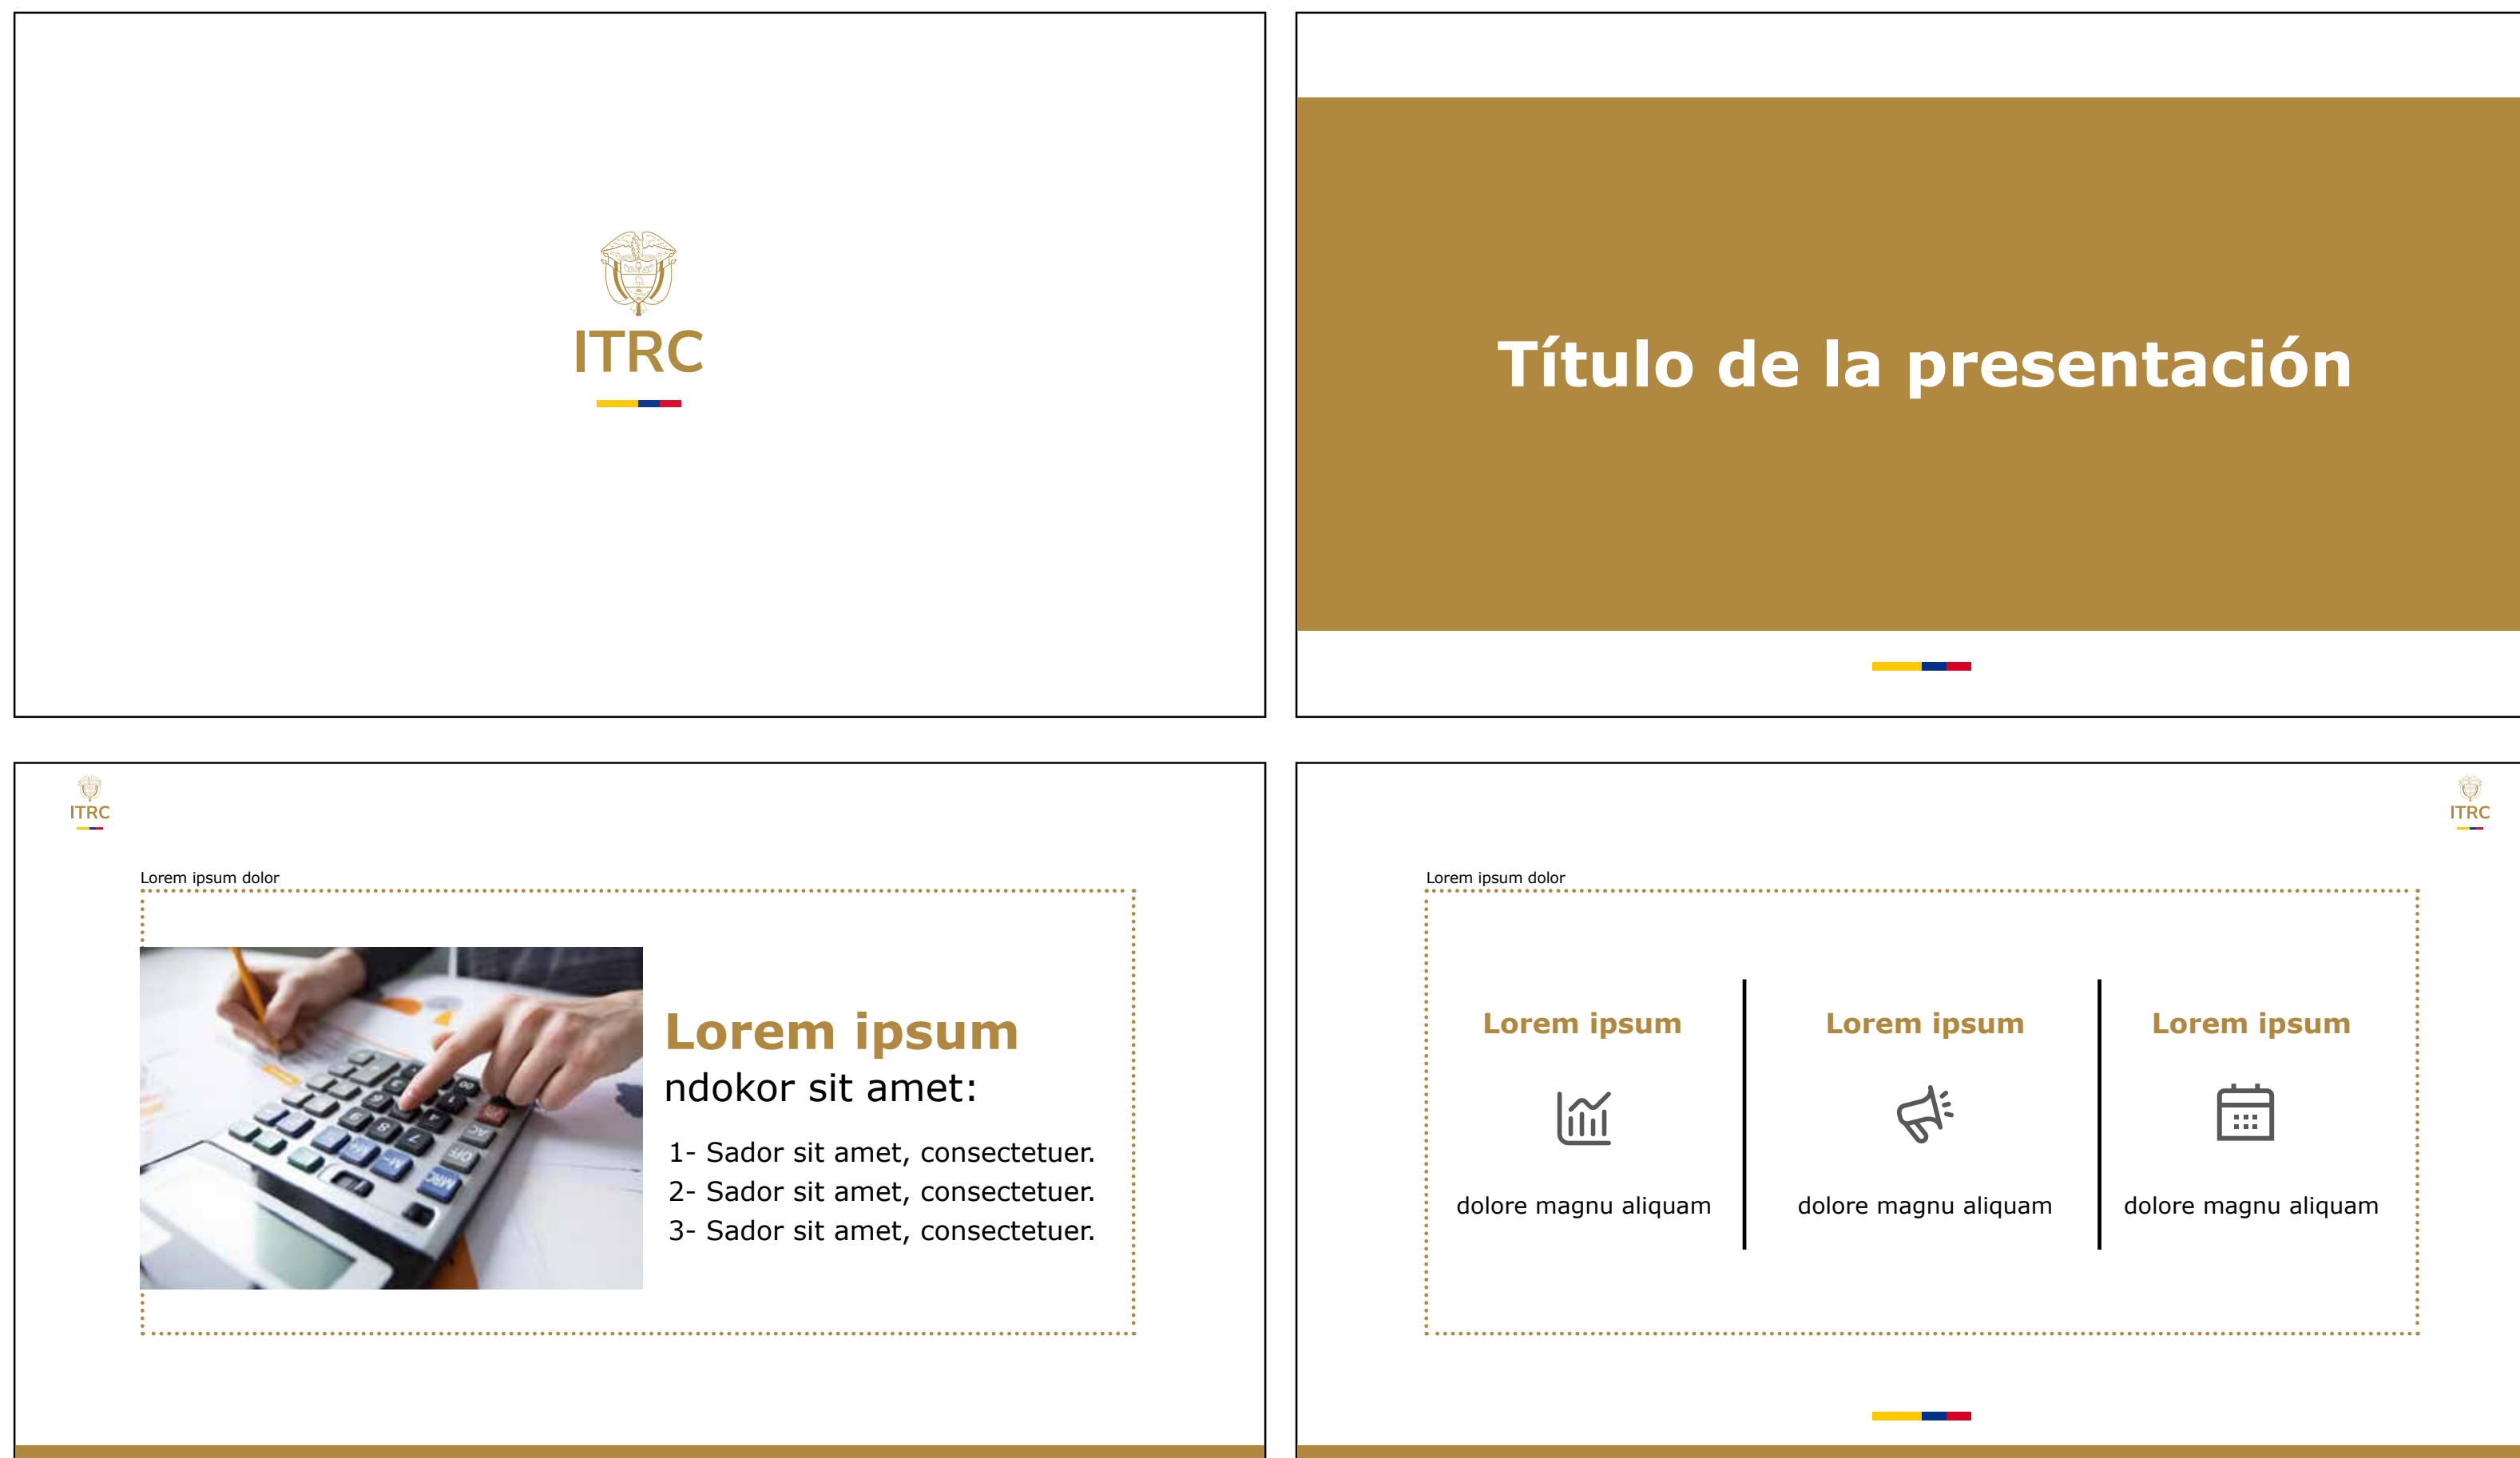 ITRC
Título de la presentación
ITRC
Lorem ipsum dolor
Lorem ipsum
ndokor sit amet:
1- Sador sit amet, consectetuer.
2- Sador sit amet, consectetuer.
3- Sador sit amet, consectetuer.
ITRC
Lorem ipsum dolor
Lorem ipsum
dolore magnu aliquam
Lorem ipsum
dolore magnu aliquam
Lorem ipsum
dolore magnu aliquam